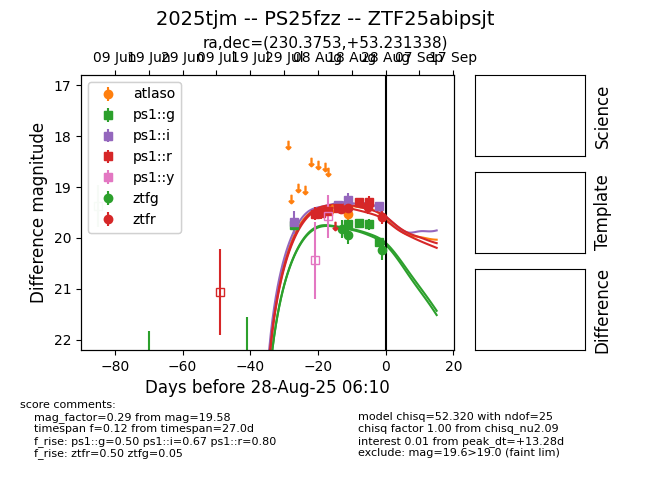 2025tjm -- PS25fzz -- ZTF25abipsjt
ra,dec=(230.3753,+53.231338)
09 Jun 19 Jun 29 Jun 09 Jul 19 Jul 29 Jul 08 Aug 18 Aug 28 Aug 07 Sep 17 Sep
17
18
19
20
21
22
Difference magnitude
atlaso
ps1::g
ps1::i
ps1::r
ps1::y
ztfg
ztfr
−80 −60 −40 −20 0 20
Days before 28-Aug-25 06:10
Science
Template
Difference
score comments:
mag_factor=0.29 from mag=19.58
timespan f=0.12 from timespan=27.0d
f_rise: ps1::g=0.50 ps1::i=0.67 ps1::r=0.80
f_rise: ztfr=0.50 ztfg=0.05
model chisq=52.320 with ndof=25
chisq factor 1.00 from chisq_nu2.09
interest 0.01 from peak_dt=+13.28d
exclude: mag=19.6>19.0 (faint lim)